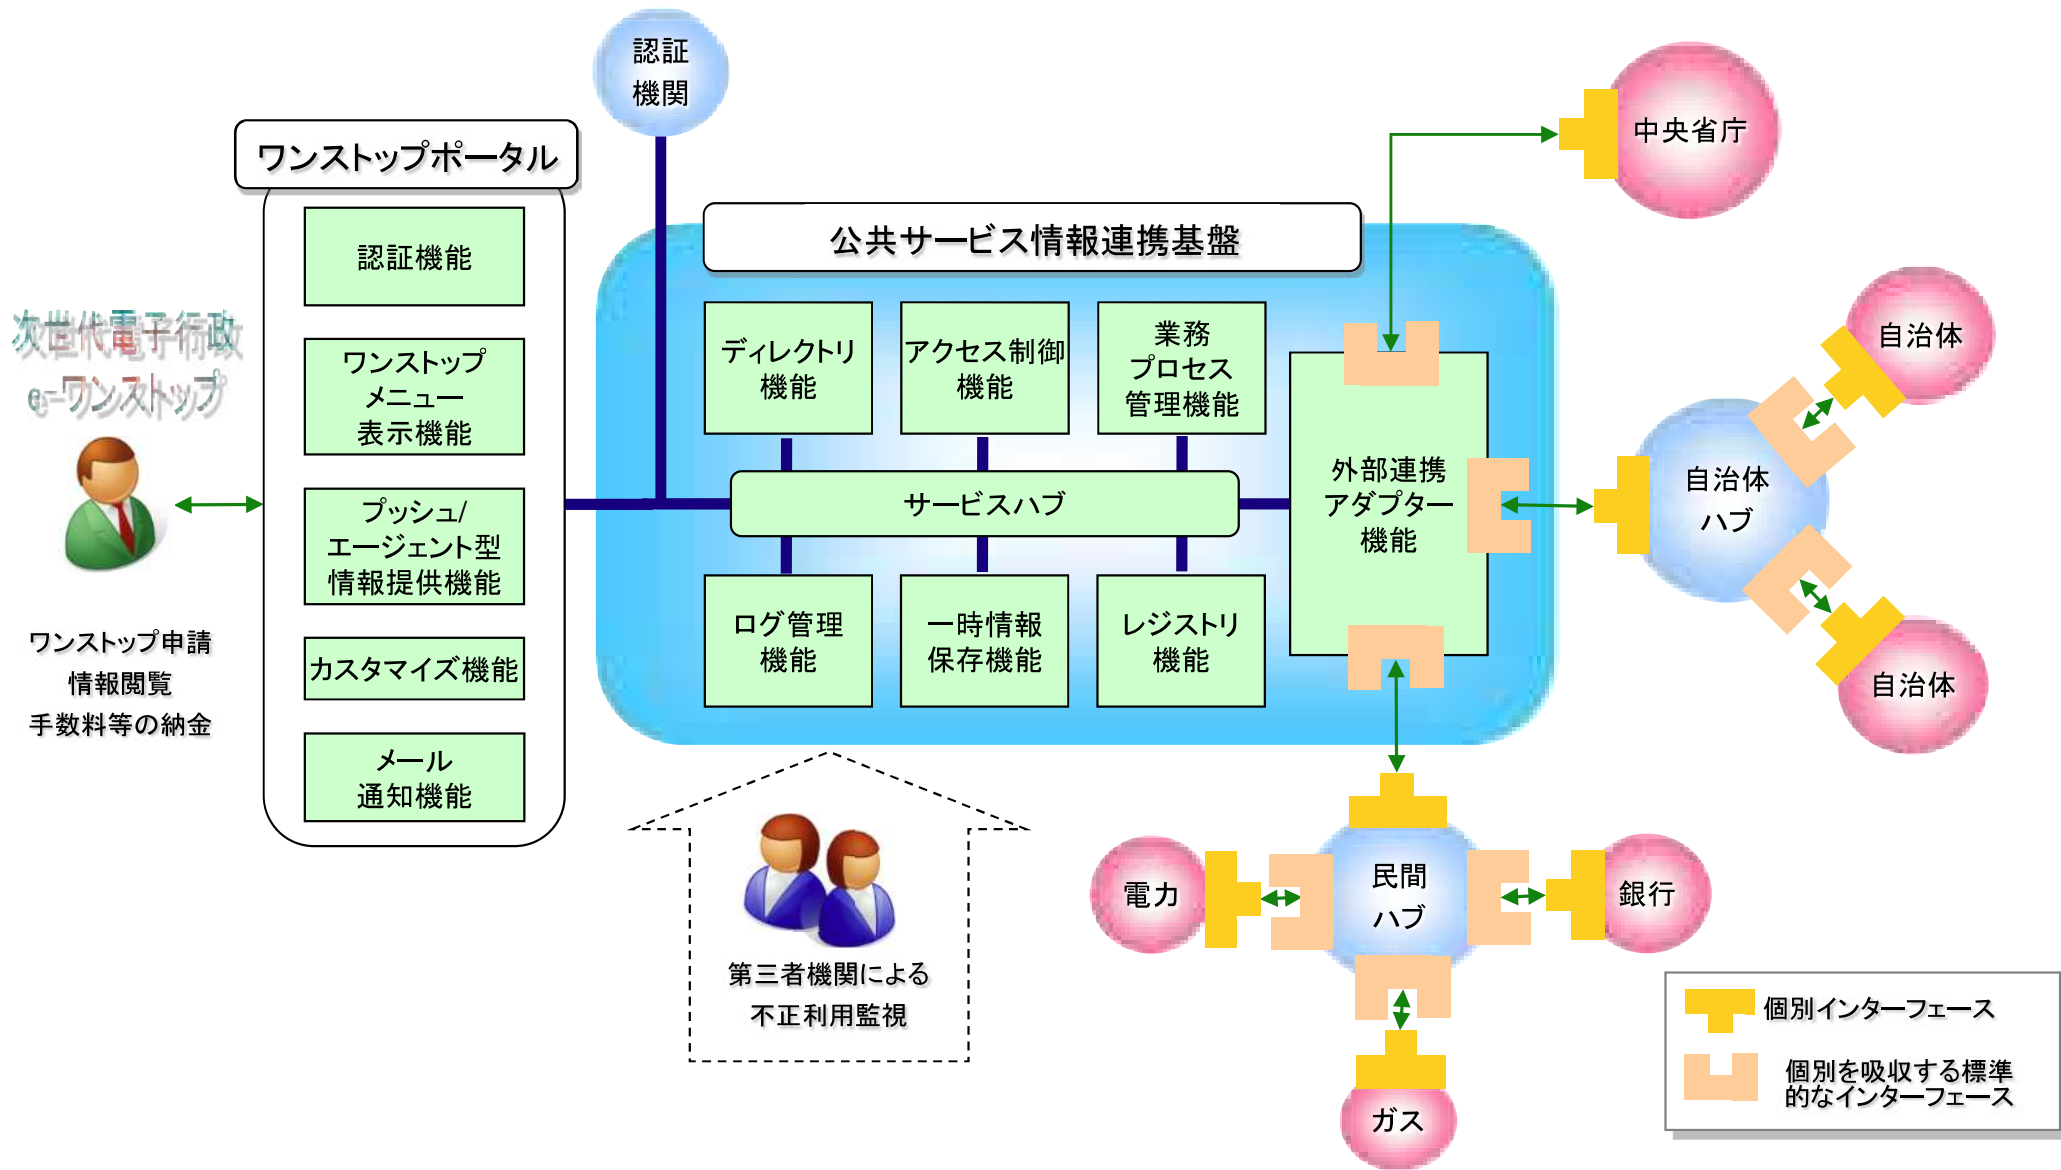 認証
機関
ワンストップポータル
認証機能
ワンストップ
メニュー
表示機能
プッシュ/
エージェント型
情報提供機能
カスタマイズ機能
メール
通知機能
次世代電子行政
e-ワンストップ
ワンストップ申請
情報閲覧
手数料等の納金
公共サービス情報連携基盤
ディレクトリ
機能
アクセス制御
機能
業務
プロセス
管理機能
サービスハブ
ログ管理
機能
一時情報
保存機能
レジストリ
機能
外部連携
アダプター
機能
中央省庁
自治体
自治体
ハブ
自治体
第三者機関による
不正利用監視
電力
民間
ハブ
銀行
ガス
個別インターフェース
個別を吸収する標準
的なインターフェース